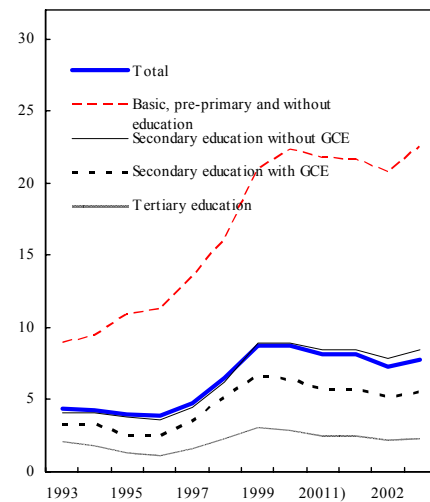 30
25
20
15
10
5
0
Total
Basic, pre-primary and without
education
Secondary education without GCE
Secondary education with GCE
Tertiary education
1993 1995 1997 1999 20011) 2002